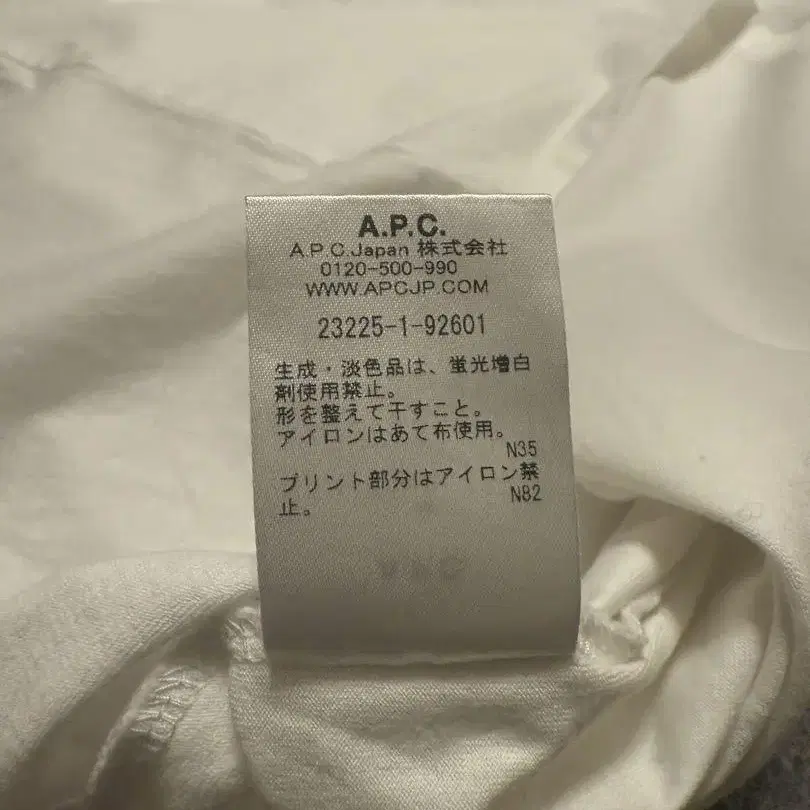 A.P.C.
A.P.C.Japan 株式会社
0120-500-990
WWW.APCJP.COM
23225-1-92601
生成・淡色品は、蛍光増白
剤使用禁止。
形を整えて干すこと。
アイロンはあて布使用。
N35
プリント部分はアイロン禁
止。
N82